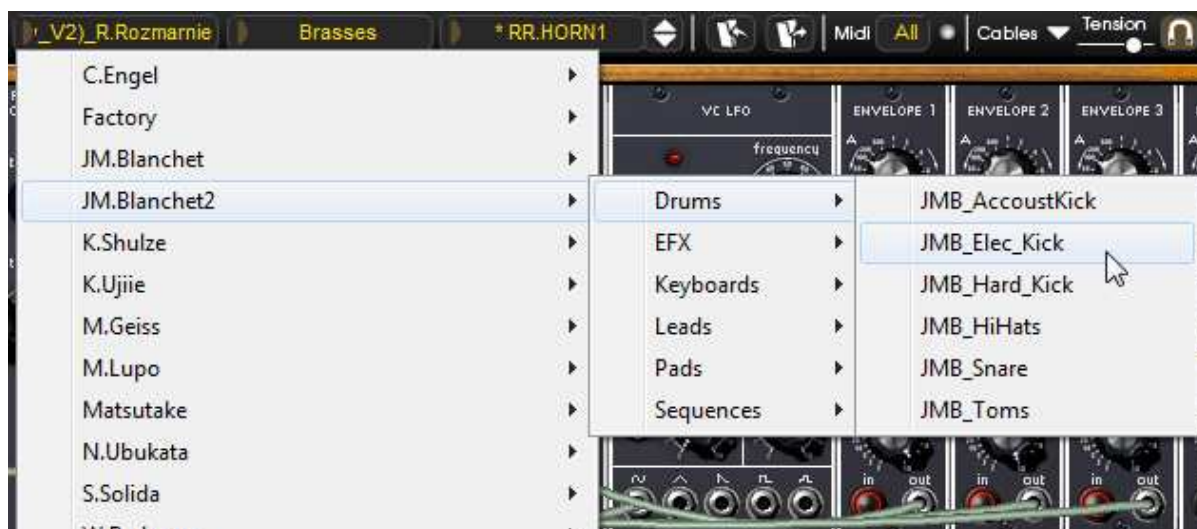 _V2)_R.Rozmarnie Brasses * RR.HORN1 Midi All Cables Tension
C.Engel
Factory
JM.Blanchet
JM.Blanchet2
K.Shulze
K.Ujiie
M.Geiss
M.Lupo
Matsutake
N.Ubukata
S.Solida
Drums
EFX
Keyboards
Leads
Pads
Sequences
JMB_AccoustKick
JMB_Elec_Kick
JMB_Hard_Kick
JMB_HiHats
JMB_Snare
JMB_Toms
VC LFO
frequency
ENVELOPE 1
ENVELOPE 2
ENVELOPE 3
A
A
A
in out in out in out